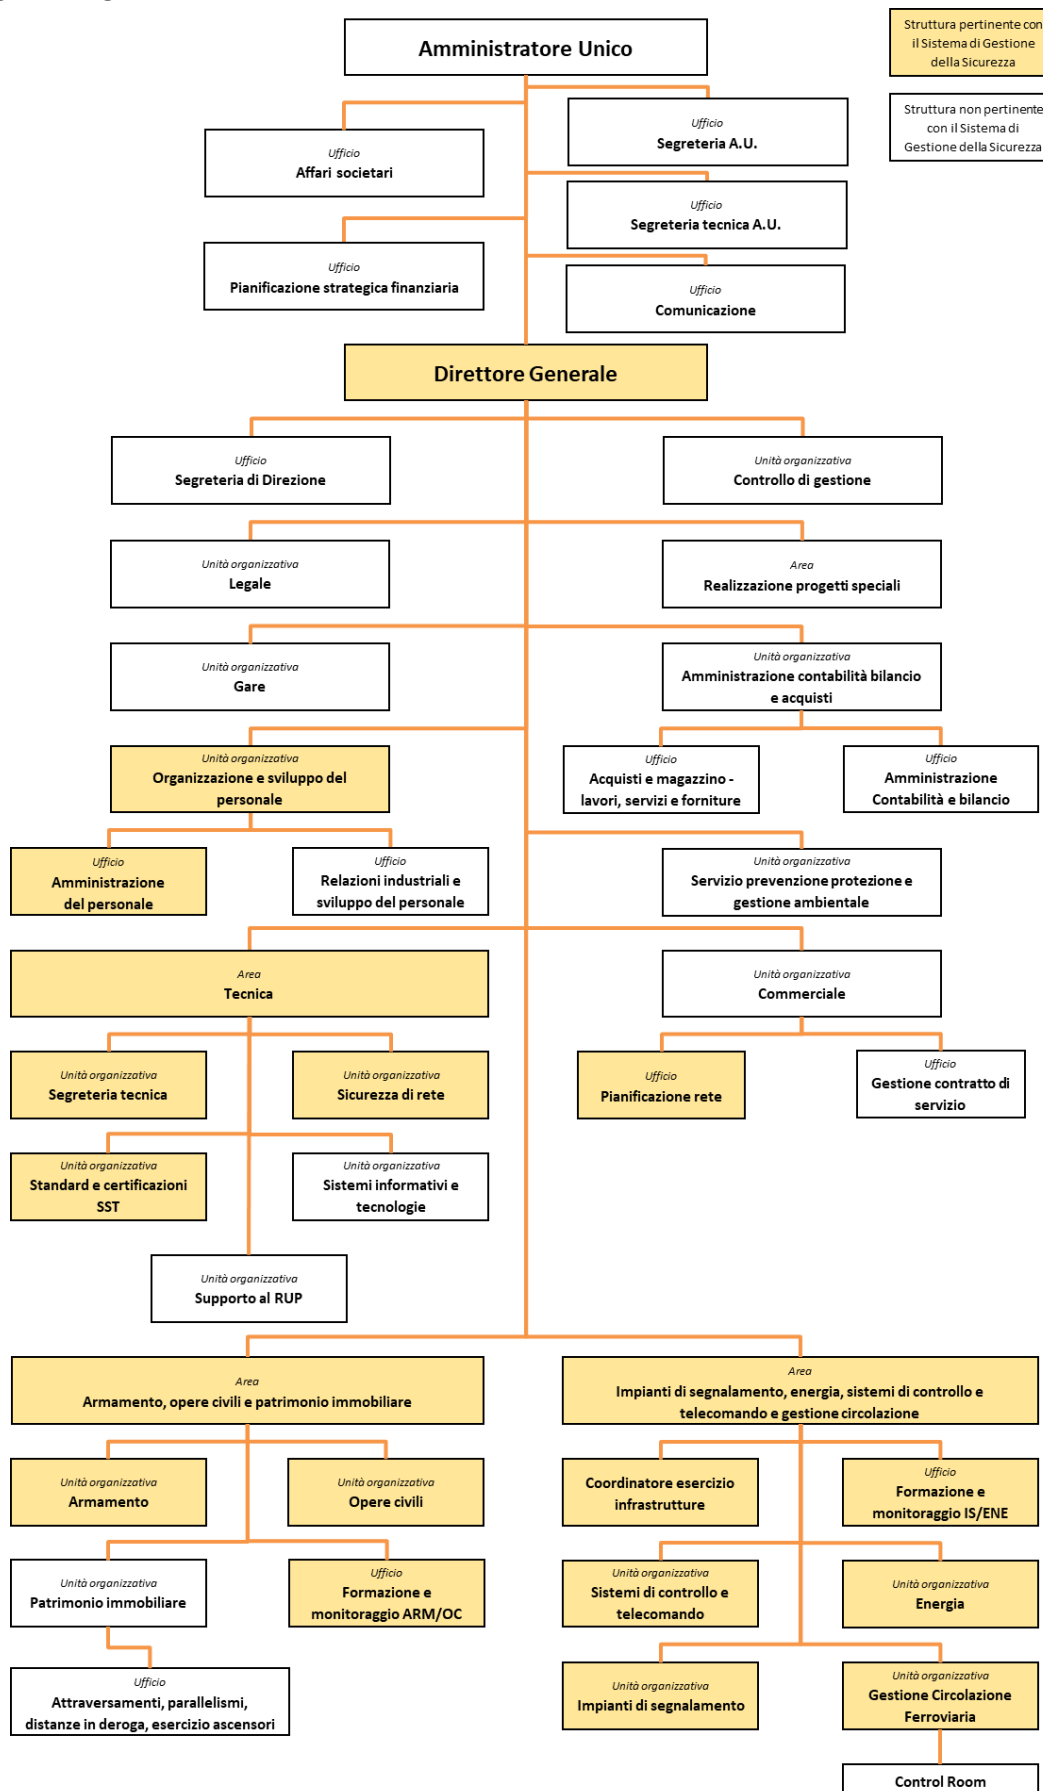 Amministratore Unico
Struttura pertinente con
il Sistema di Gestione
della Sicurezza
Struttura non pertinente
con il Sistema di
Gestione della Sicurezza
Ufficio
Affari societari
Ufficio
Segreteria A.U.
Ufficio
Segreteria tecnica A.U.
Ufficio
Pianificazione strategica finanziaria
Ufficio
Comunicazione
Direttore Generale
Ufficio
Segreteria di Direzione
Unità organizzativa
Controllo di gestione
Unità organizzativa
Legale
Area
Realizzazione progetti speciali
Unità organizzativa
Gare
Unità organizzativa
Amministrazione contabilità bilancio
e acquisti
Unità organizzativa
Organizzazione e sviluppo del
personale
Ufficio
Acquisti e magazzino -
lavori, servizi e forniture
Ufficio
Amministrazione
Contabilità e bilancio
Ufficio
Amministrazione
del personale
Ufficio
Relazioni industriali e
sviluppo del personale
Unità organizzativa
Servizio prevenzione protezione e
gestione ambientale
Area
Tecnica
Unità organizzativa
Commerciale
Unità organizzativa
Segreteria tecnica
Unità organizzativa
Sicurezza di rete
Ufficio
Pianificazione rete
Ufficio
Gestione contratto di
servizio
Unità organizzativa
Standard e certificazioni
SST
Unità organizzativa
Sistemi informativi e
tecnologie
Unità organizzativa
Supporto al RUP
Area
Armamento, opere civili e patrimonio immobiliare
Area
Impianti di segnalamento, energia, sistemi di controllo e
telecomando e gestione circolazione
Unità organizzativa
Armamento
Unità organizzativa
Opere civili
Coordinatore esercizio
infrastrutture
Ufficio
Formazione e
monitoraggio IS/ENE
Unità organizzativa
Patrimonio immobiliare
Ufficio
Formazione e
monitoraggio ARM/OC
Unità organizzativa
Sistemi di controllo e
telecomando
Unità organizzativa
Energia
Ufficio
Attraversamenti, parallelismi,
distanze in deroga, esercizio ascensori
Unità organizzativa
Impianti di segnalamento
Unità organizzativa
Gestione Circolazione
Ferroviaria
Control Room